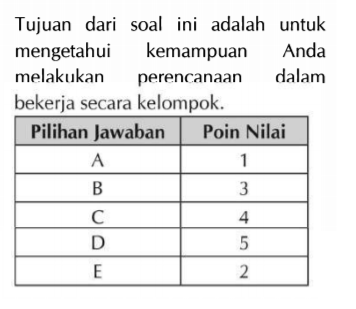 Tujuan dari soal ini adalah untuk
mengetahui kemampuan Anda
melakukan perencanaan dalam
bekerja secara kelompok.
Pilihan Jawaban Poin Nilai
A 1
B 3
C 4
D 5
E 2